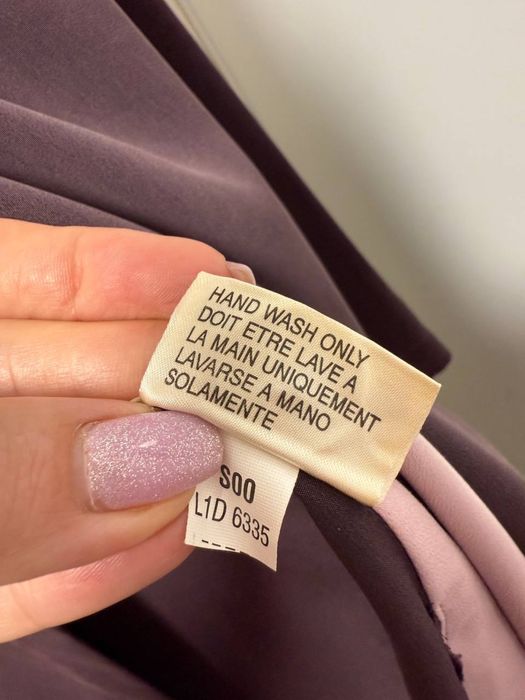 HAND WASH ONLY
DOIT ETRE LAVE A
LA MAIN UNIQUEMENT
LAVARSE A MANO
SOLAMENTE
S00
L1D 6335